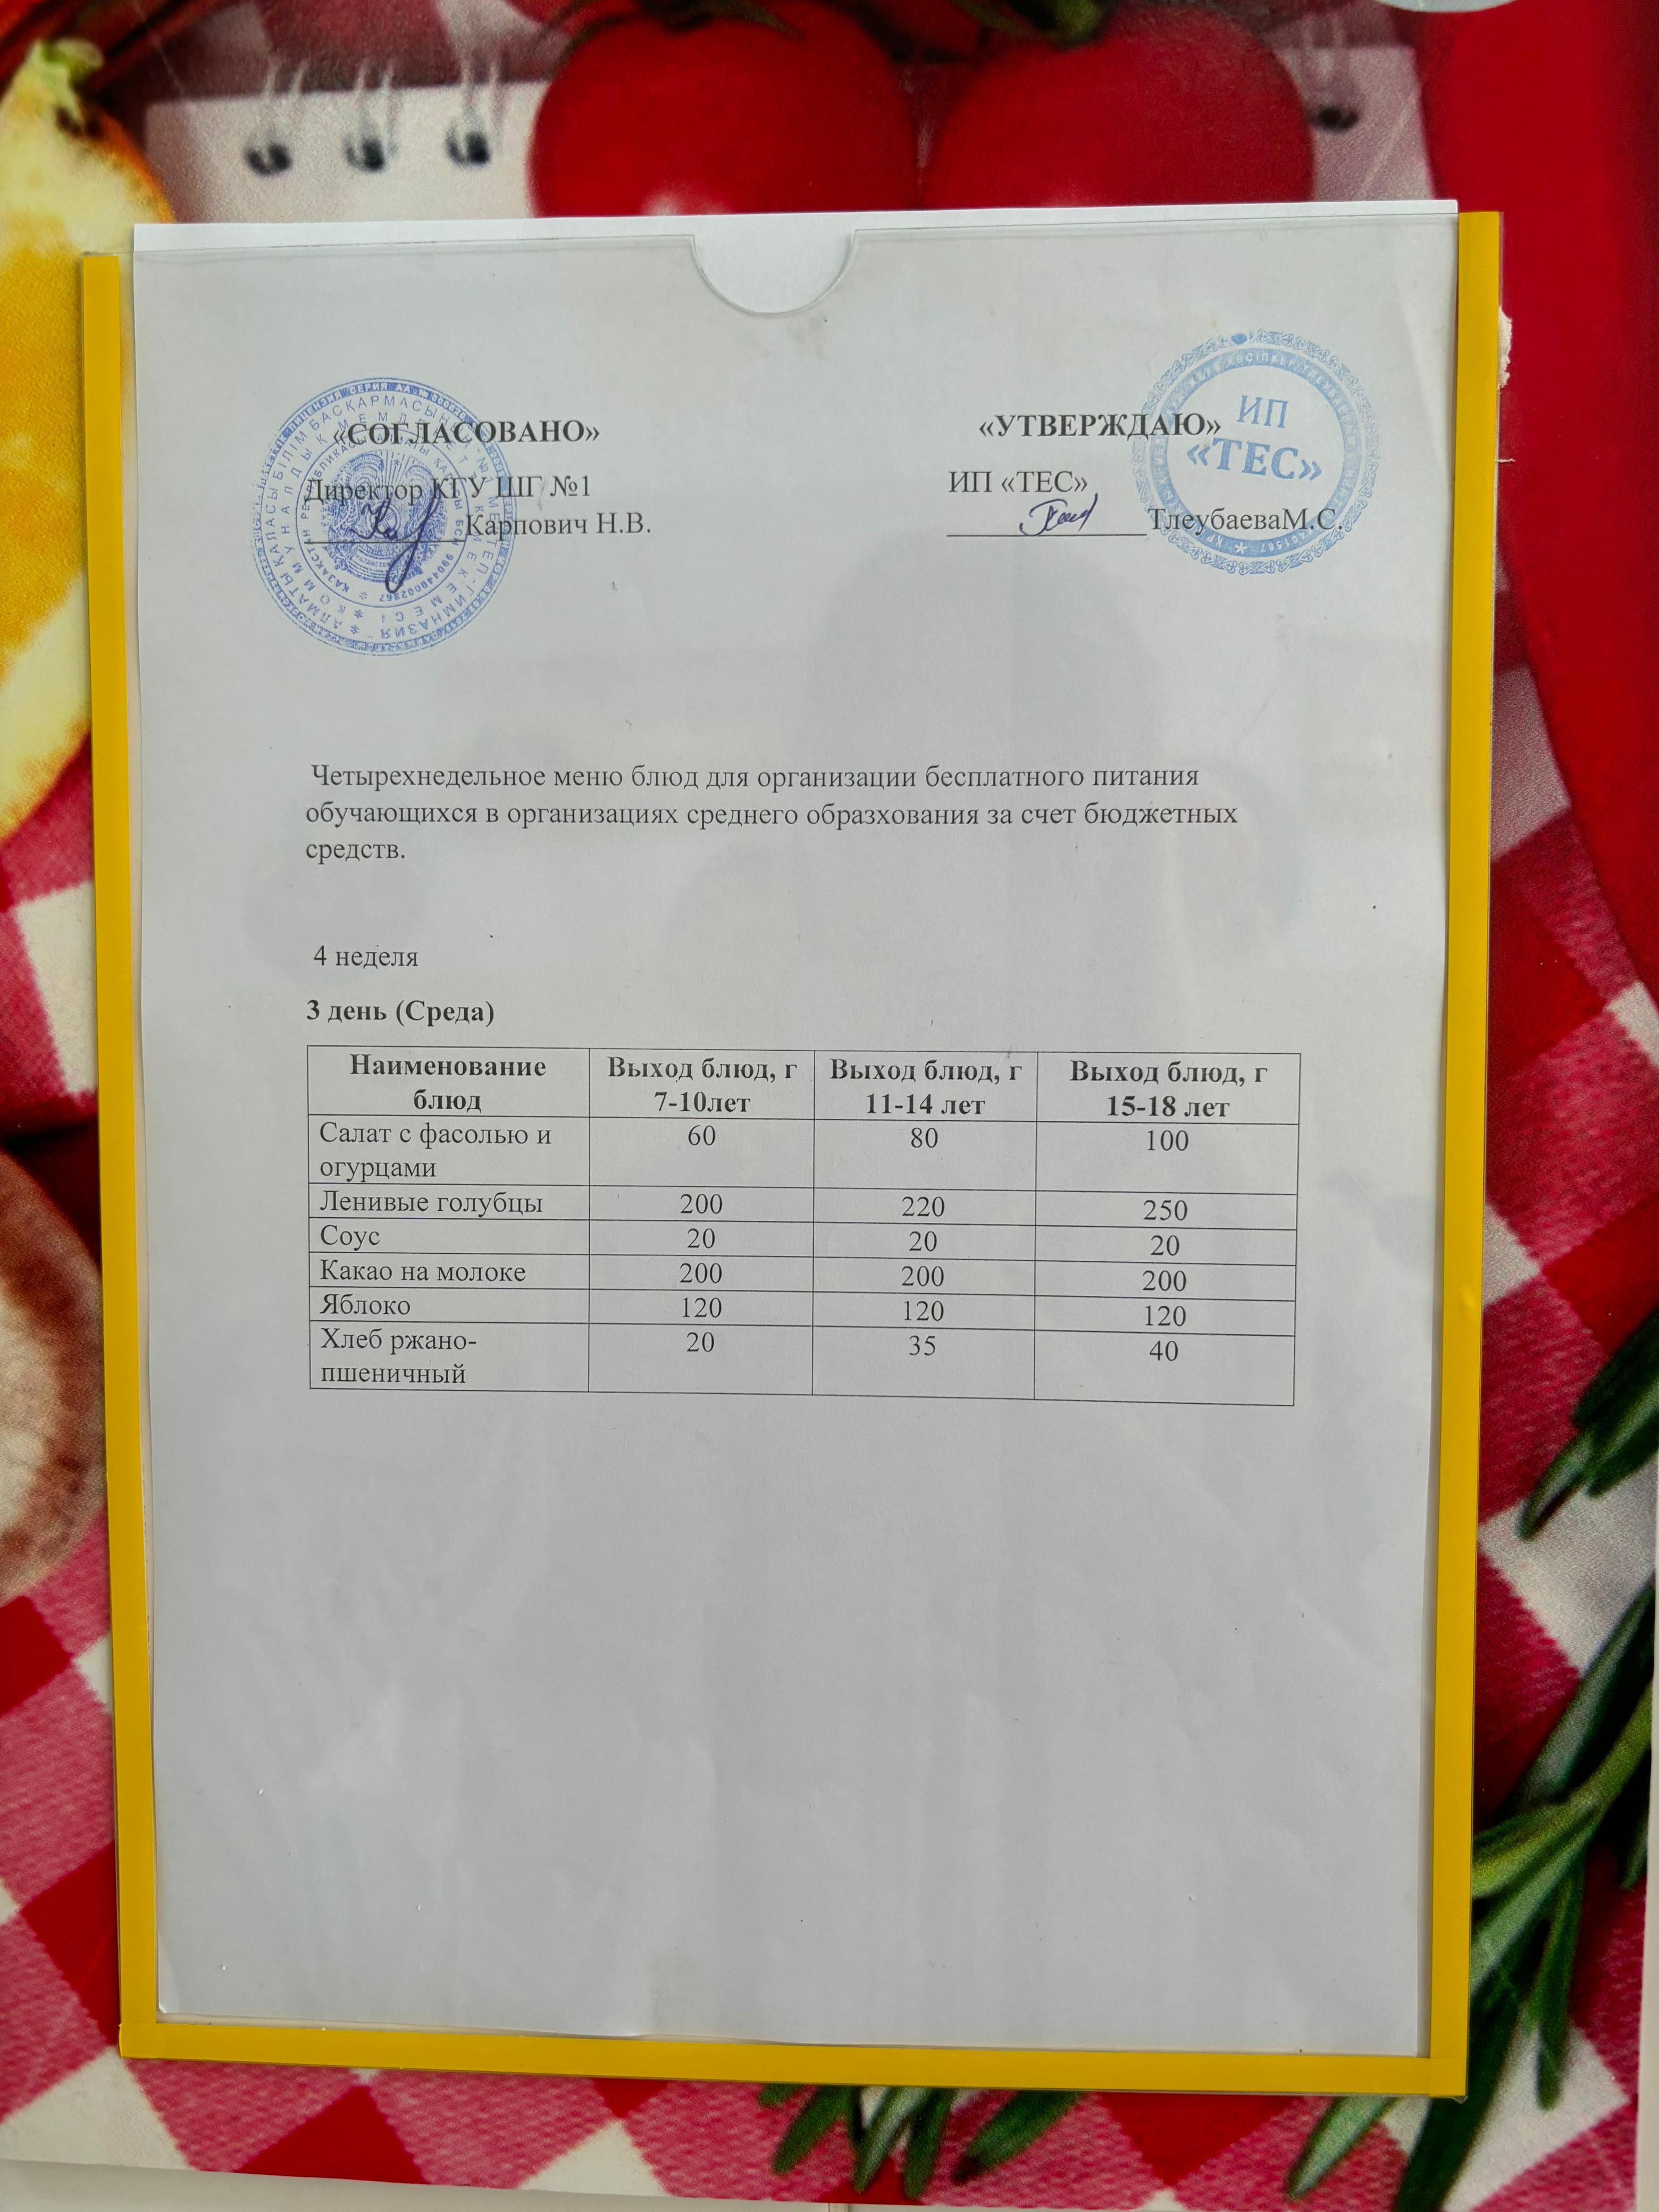 «СОГЛАСОВАНО»
Директор КГУ ШГ №1
Карпович Н.В.
«УТВЕРЖДАЮ»
ИП «ТЕС»
ТлеубаеваМ.С.
ИП
«ТЕС»
Четырехнедельное меню блюд для организации бесплатного питания
обучающихся в организациях среднего образхования за счет бюджетных
средств.
4 неделя
3 день (Среда)
Наименование блюд Выход блюд, г 7-10лет Выход блюд, г 11-14 лет Выход блюд, г 15-18 лет
Салат с фасолью и огурцами 60 80 100
Ленивые голубцы 200 220 250
Соус 20 20 20
Какао на молоке 200 200 200
Яблоко 120 120 120
Хлеб ржано-пшеничный 20 35 40